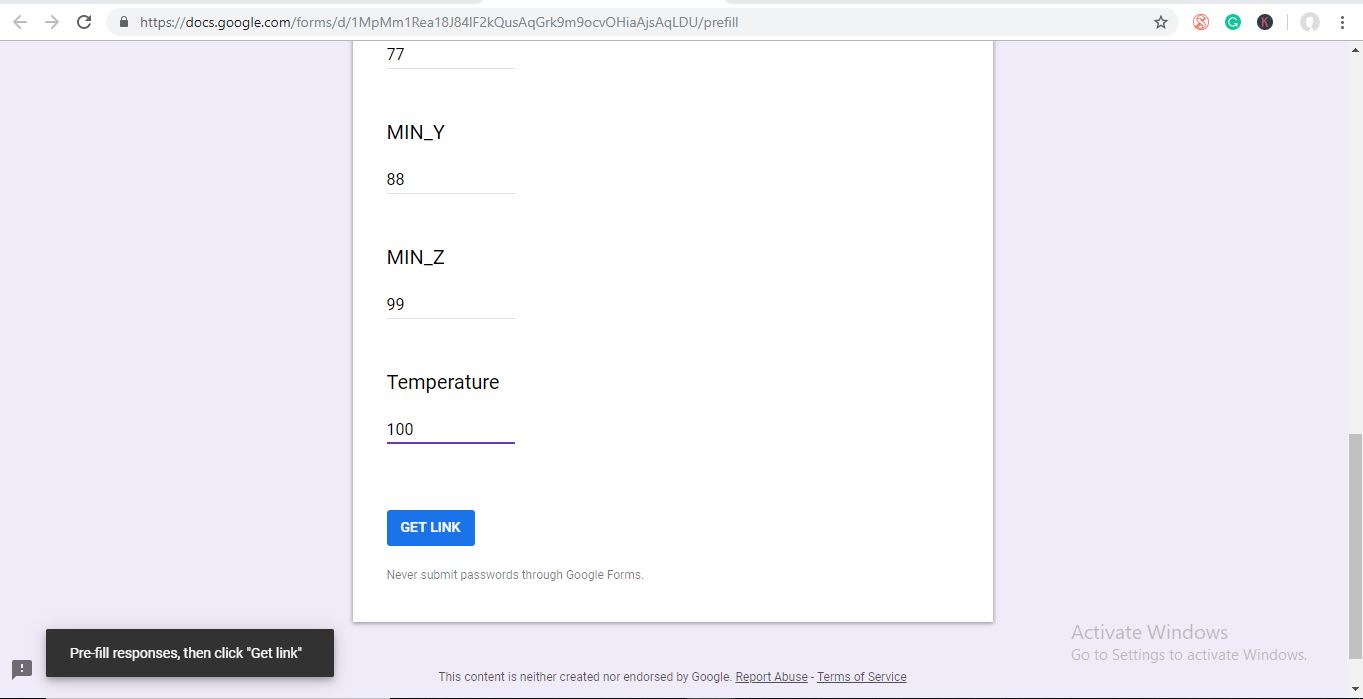 https://docs.google.com/forms/d/1MpMm1Rea18J84IF2kQusAqGrk9m9ocvOHiaAjsAqLDU/prefill
77
MIN_Y
88
MIN_Z
99
Temperature
100
GET LINK
Never submit passwords through Google Forms.
Activate Windows
Go to Settings to activate Windows.
Pre-fill responses, then click "Get link"
This content is neither created nor endorsed by Google. Report Abuse - Terms of Service